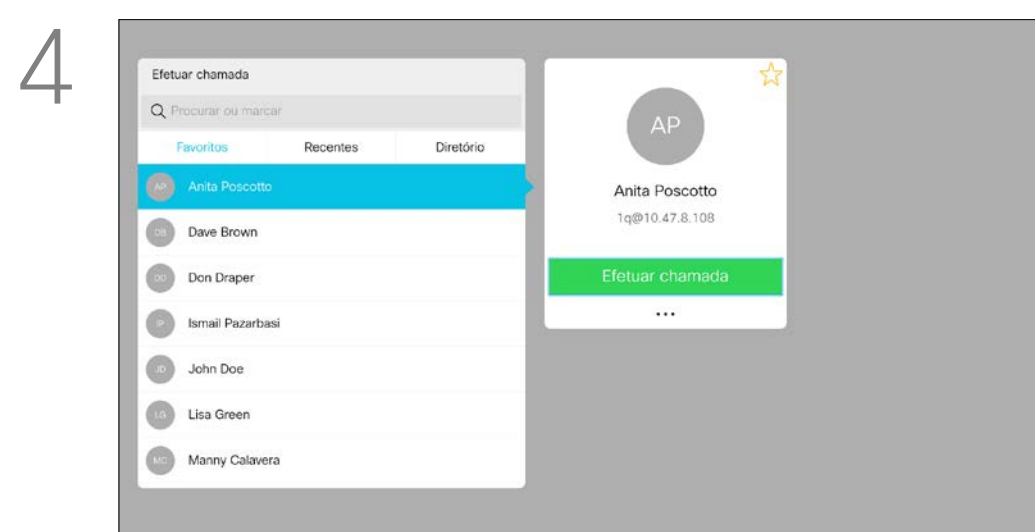 4
Efetuar chamada
Procurar ou marcar
Favoritos Recentes Diretório
AP Anita Poscotto
DB Dave Brown
DD Don Draper
IP Ismail Pazarbasi
JD John Doe
LG Lisa Green
MC Manny Calavera
AP
Anita Poscotto
1q@10.47.8.108
Efetuar chamada
...